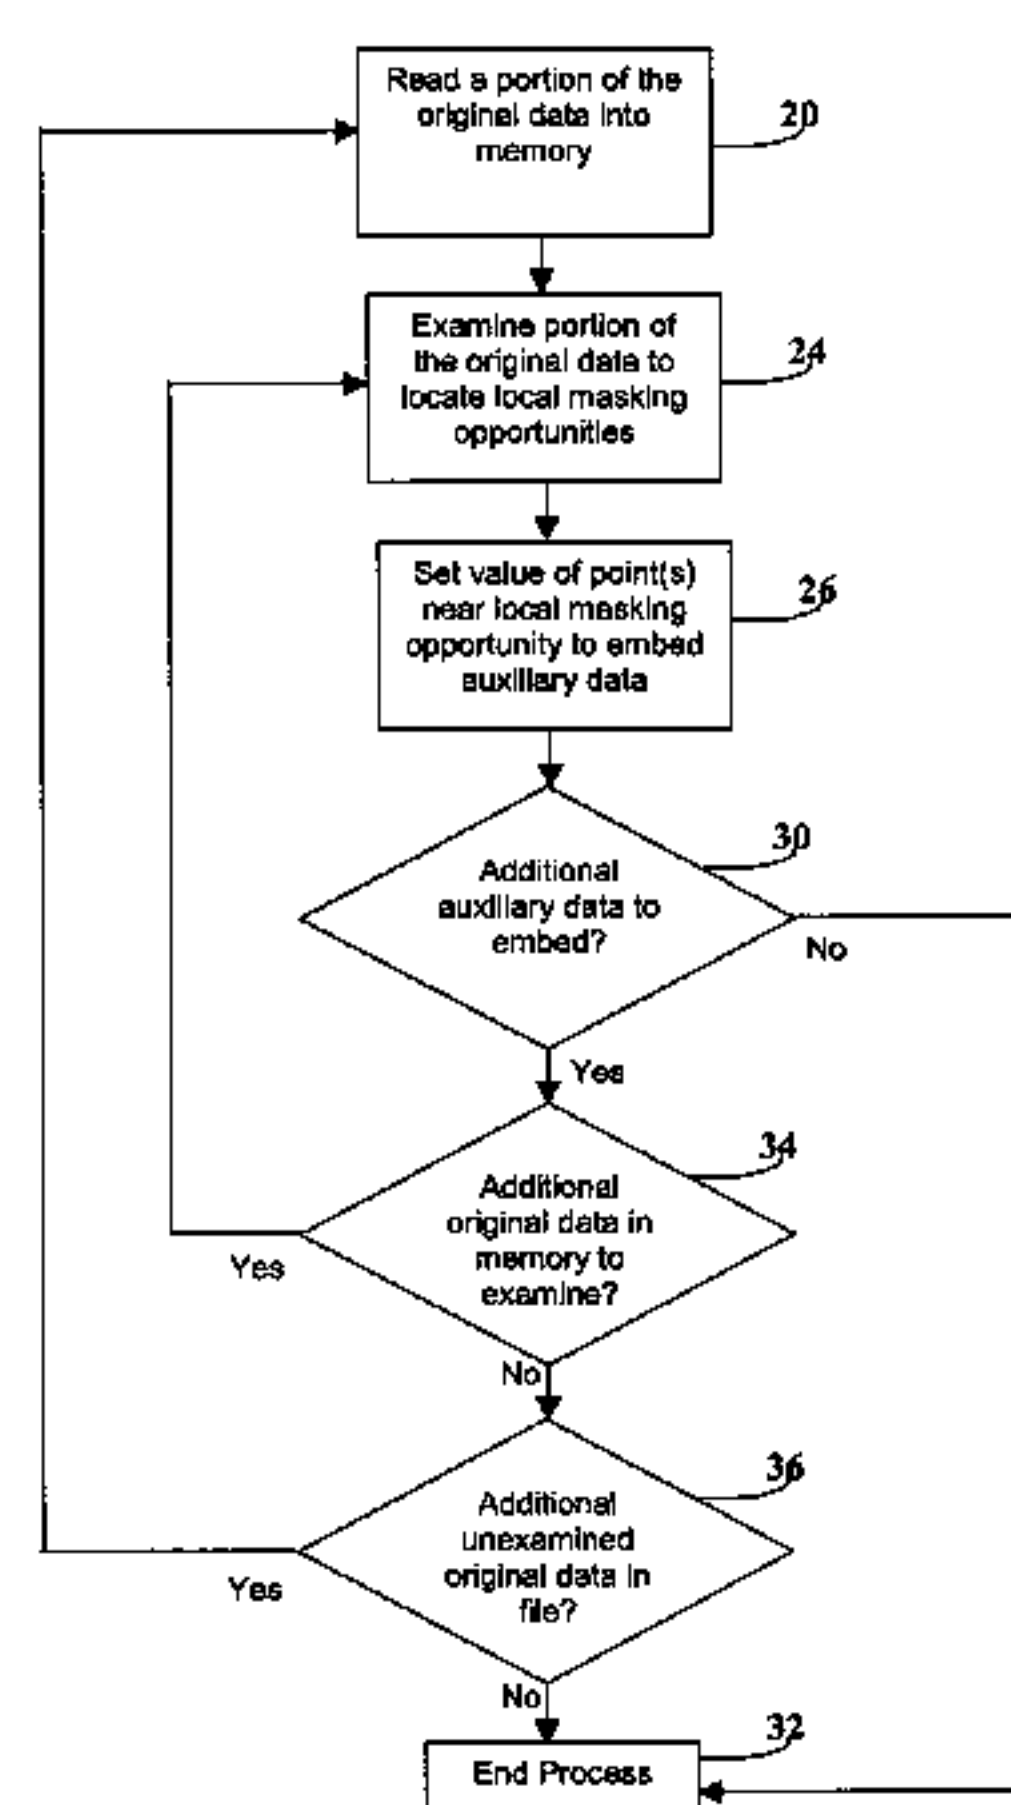 Read a portion of the
original data into
memory
20
Examine portion of
the original data to
locate local masking
opportunities
24
Set value of point(s)
near local masking
opportunity to embed
auxiliary data
26
Additional
auxiliary data to
embed?
30
No
Yes
Additional
original data in
memory to
examine?
34
Yes
No
Additional
unexamined
original data in
file?
36
Yes
No
End Process
32